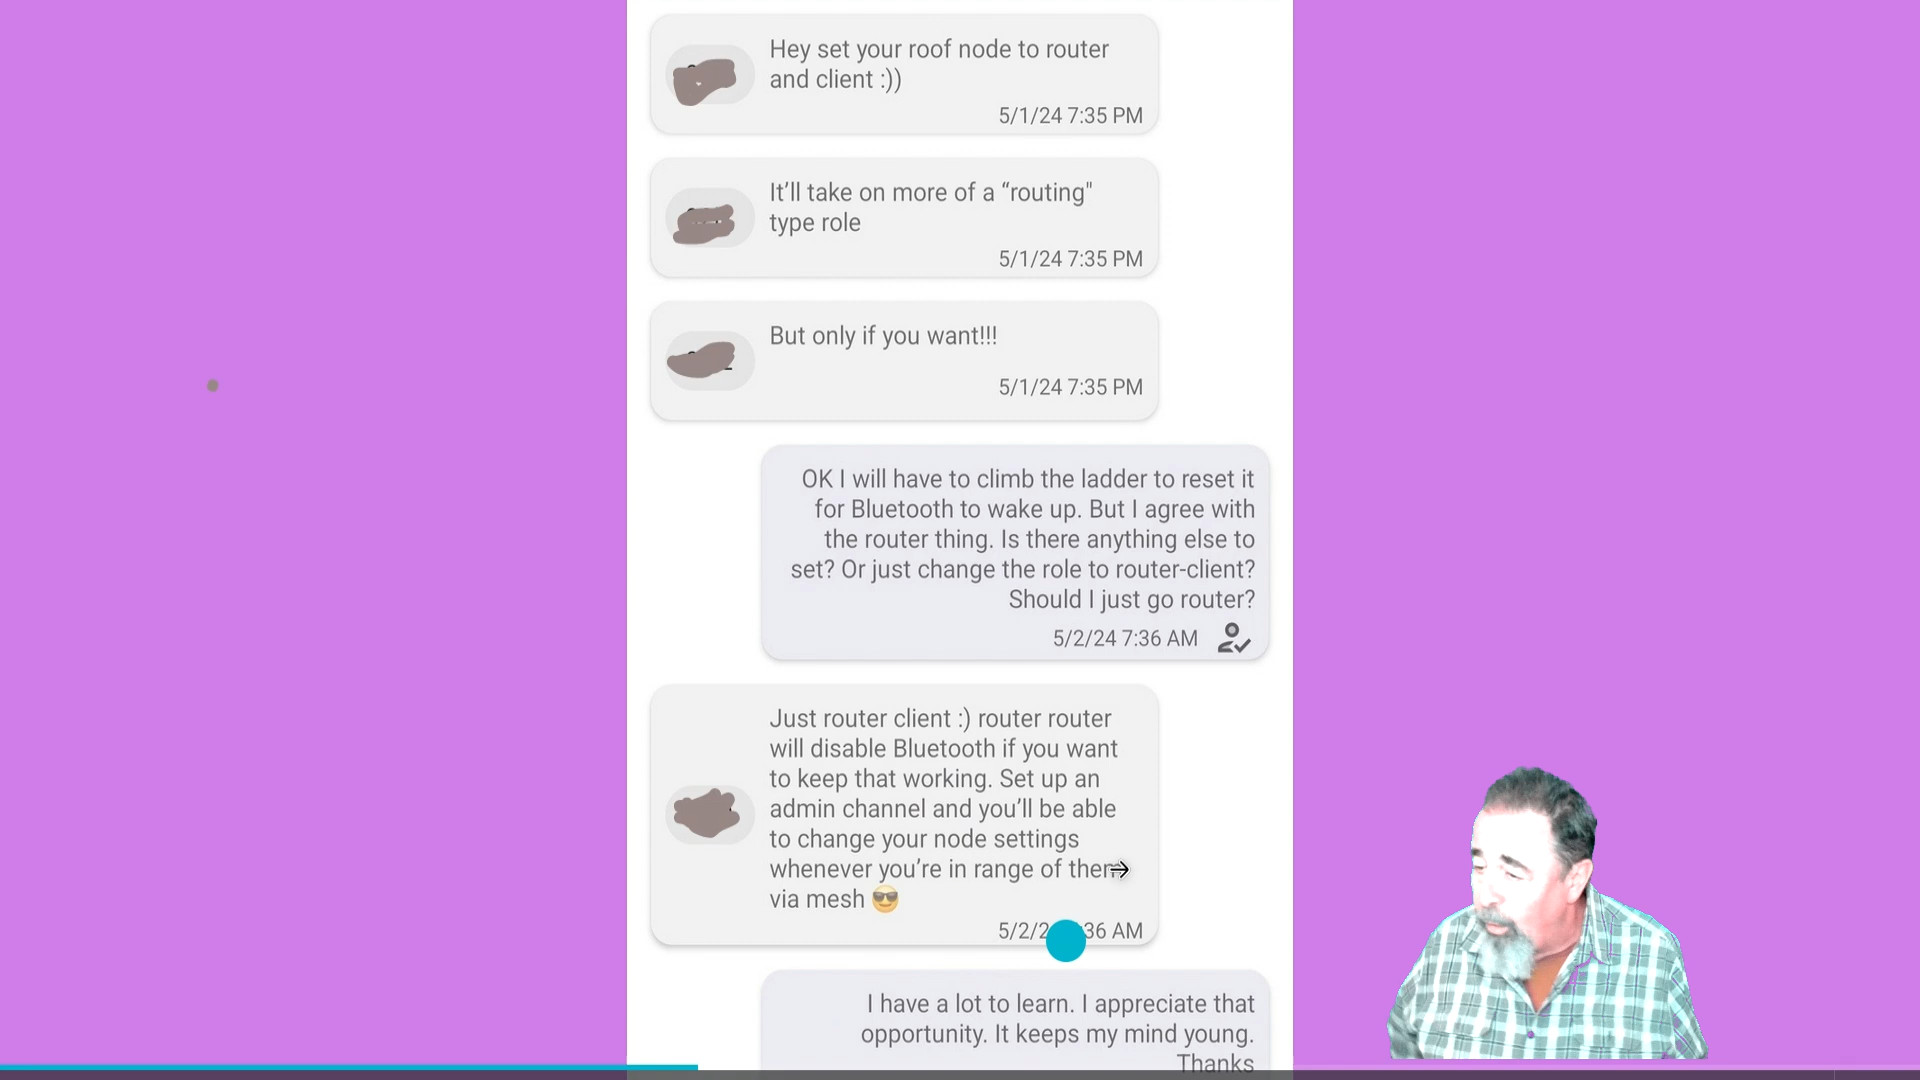 Hey set your roof node to router
and client :))
5/1/24 7:35 PM
It’ll take on more of a “routing"
type role
5/1/24 7:35 PM
But only if you want!!!
5/1/24 7:35 PM
OK I will have to climb the ladder to reset it
for Bluetooth to wake up. But I agree with
the router thing. Is there anything else to
set? Or just change the role to router-client?
Should I just go router?
5/2/24 7:36 AM
Just router client :) router router
will disable Bluetooth if you want
to keep that working. Set up an
admin channel and you’ll be able
to change your node settings
whenever you’re in range of them
via mesh 😎
5/2/2 36 AM
I have a lot to learn. I appreciate that
opportunity. It keeps my mind young.
Thanks